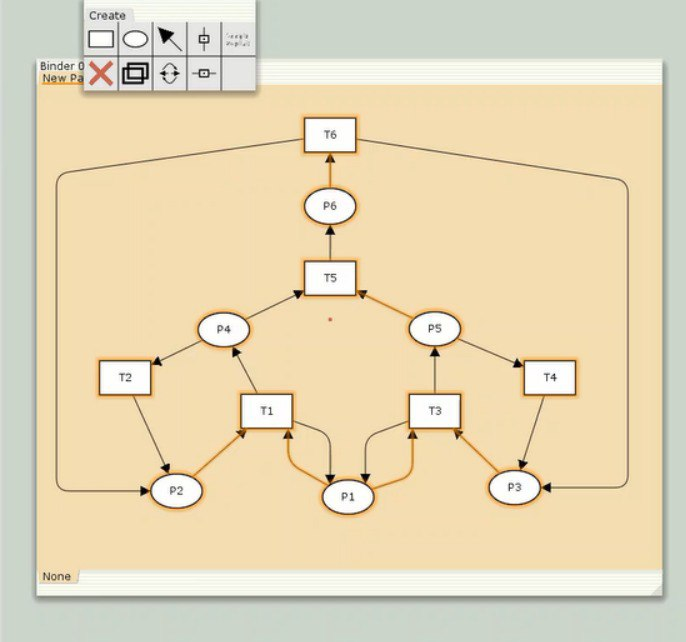 Create
Binder 0
New Pa
T6
P6
T5
P4
P5
T2
T4
T1
T3
P2
P1
P3
None